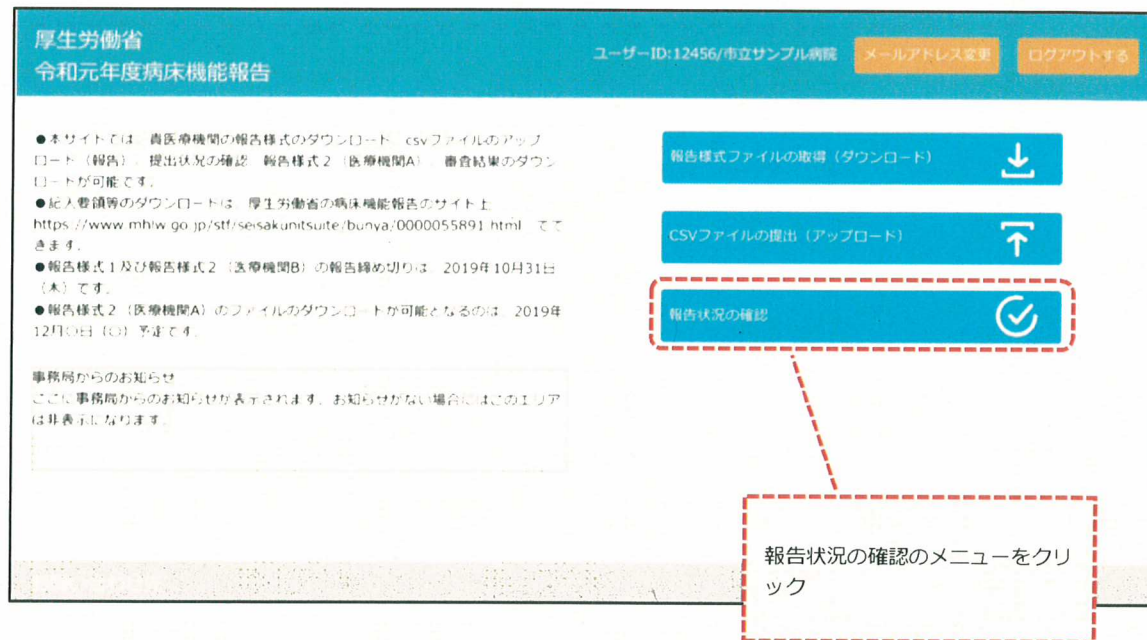 厚生労働省
令和元年度病床機能報告
ユーザーID:12456/市立サンプル病院
メールアドレス変更
ログアウトする
●本サイトでは、貴医療機関の報告様式のダウンロード、csvファイルのアップ
ロード（報告）、提出状況の確認、報告様式2（医療機関A）、審査結果のダウン
ロードが可能です。
●記入要領等のダウンロードは、厚生労働省の病床機能報告のサイト上
https://www.mhlw.go.jp/stf/seisakunitsuite/bunya/0000055891.html でで
きます。
●報告様式1及び報告様式2（医療機関B）の報告締め切りは、2019年10月31日
（木）です。
●報告様式2（医療機関A）のファイルのダウンロードが可能となるのは、2019年
12月○日（○）予定です。
事務局からのお知らせ
ここに事務局からのお知らせが表示されます。お知らせがない場合にはこのエリア
は非表示になります。
報告様式ファイルの取得（ダウンロード）
CSVファイルの提出（アップロード）
報告状況の確認
報告状況の確認のメニューをクリ
ック